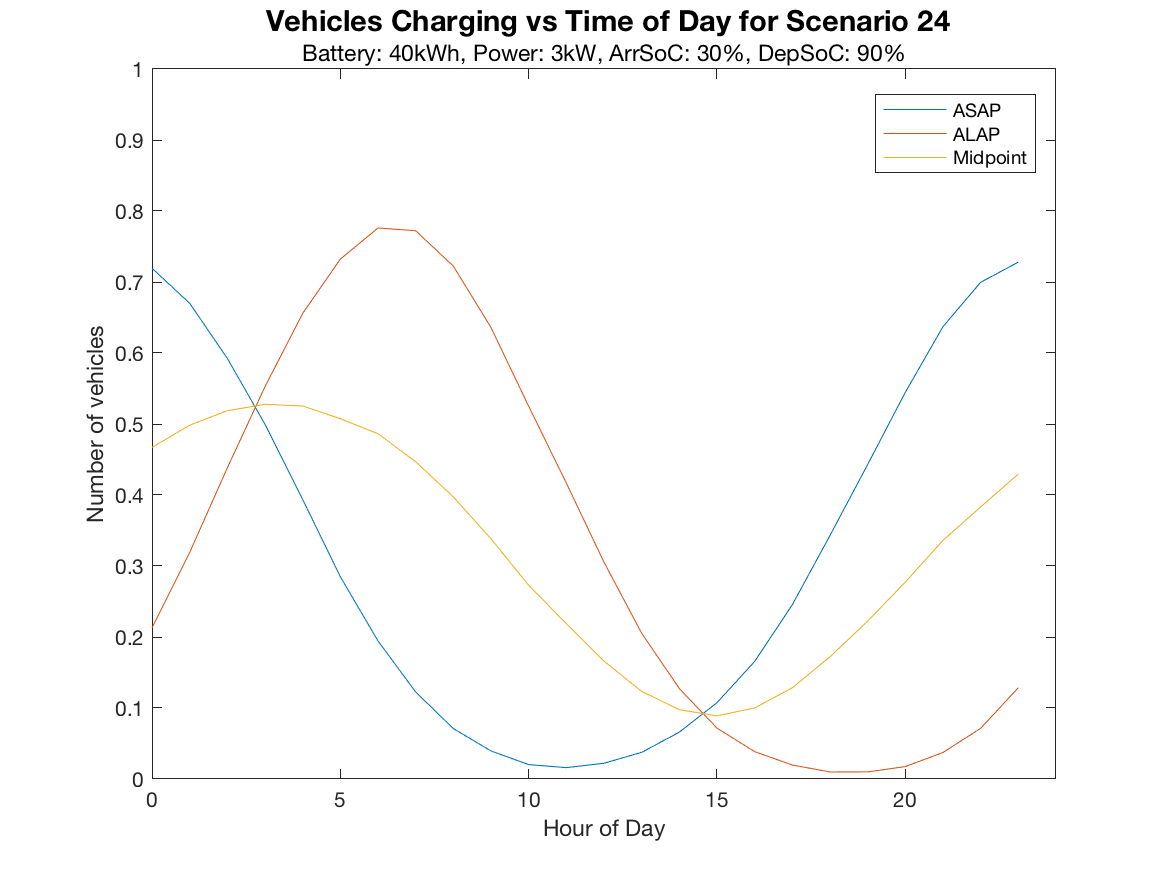 Vehicles Charging vs Time of Day for Scenario 24
Battery: 40kWh, Power: 3kW, ArrSoC: 30%, DepSoC: 90%
1
0.9
0.8
0.7
0.6
0.5
0.4
0.3
0.2
0.1
0
Number of vehicles
ASAP
ALAP
Midpoint
0 5 10 15 20
Hour of Day